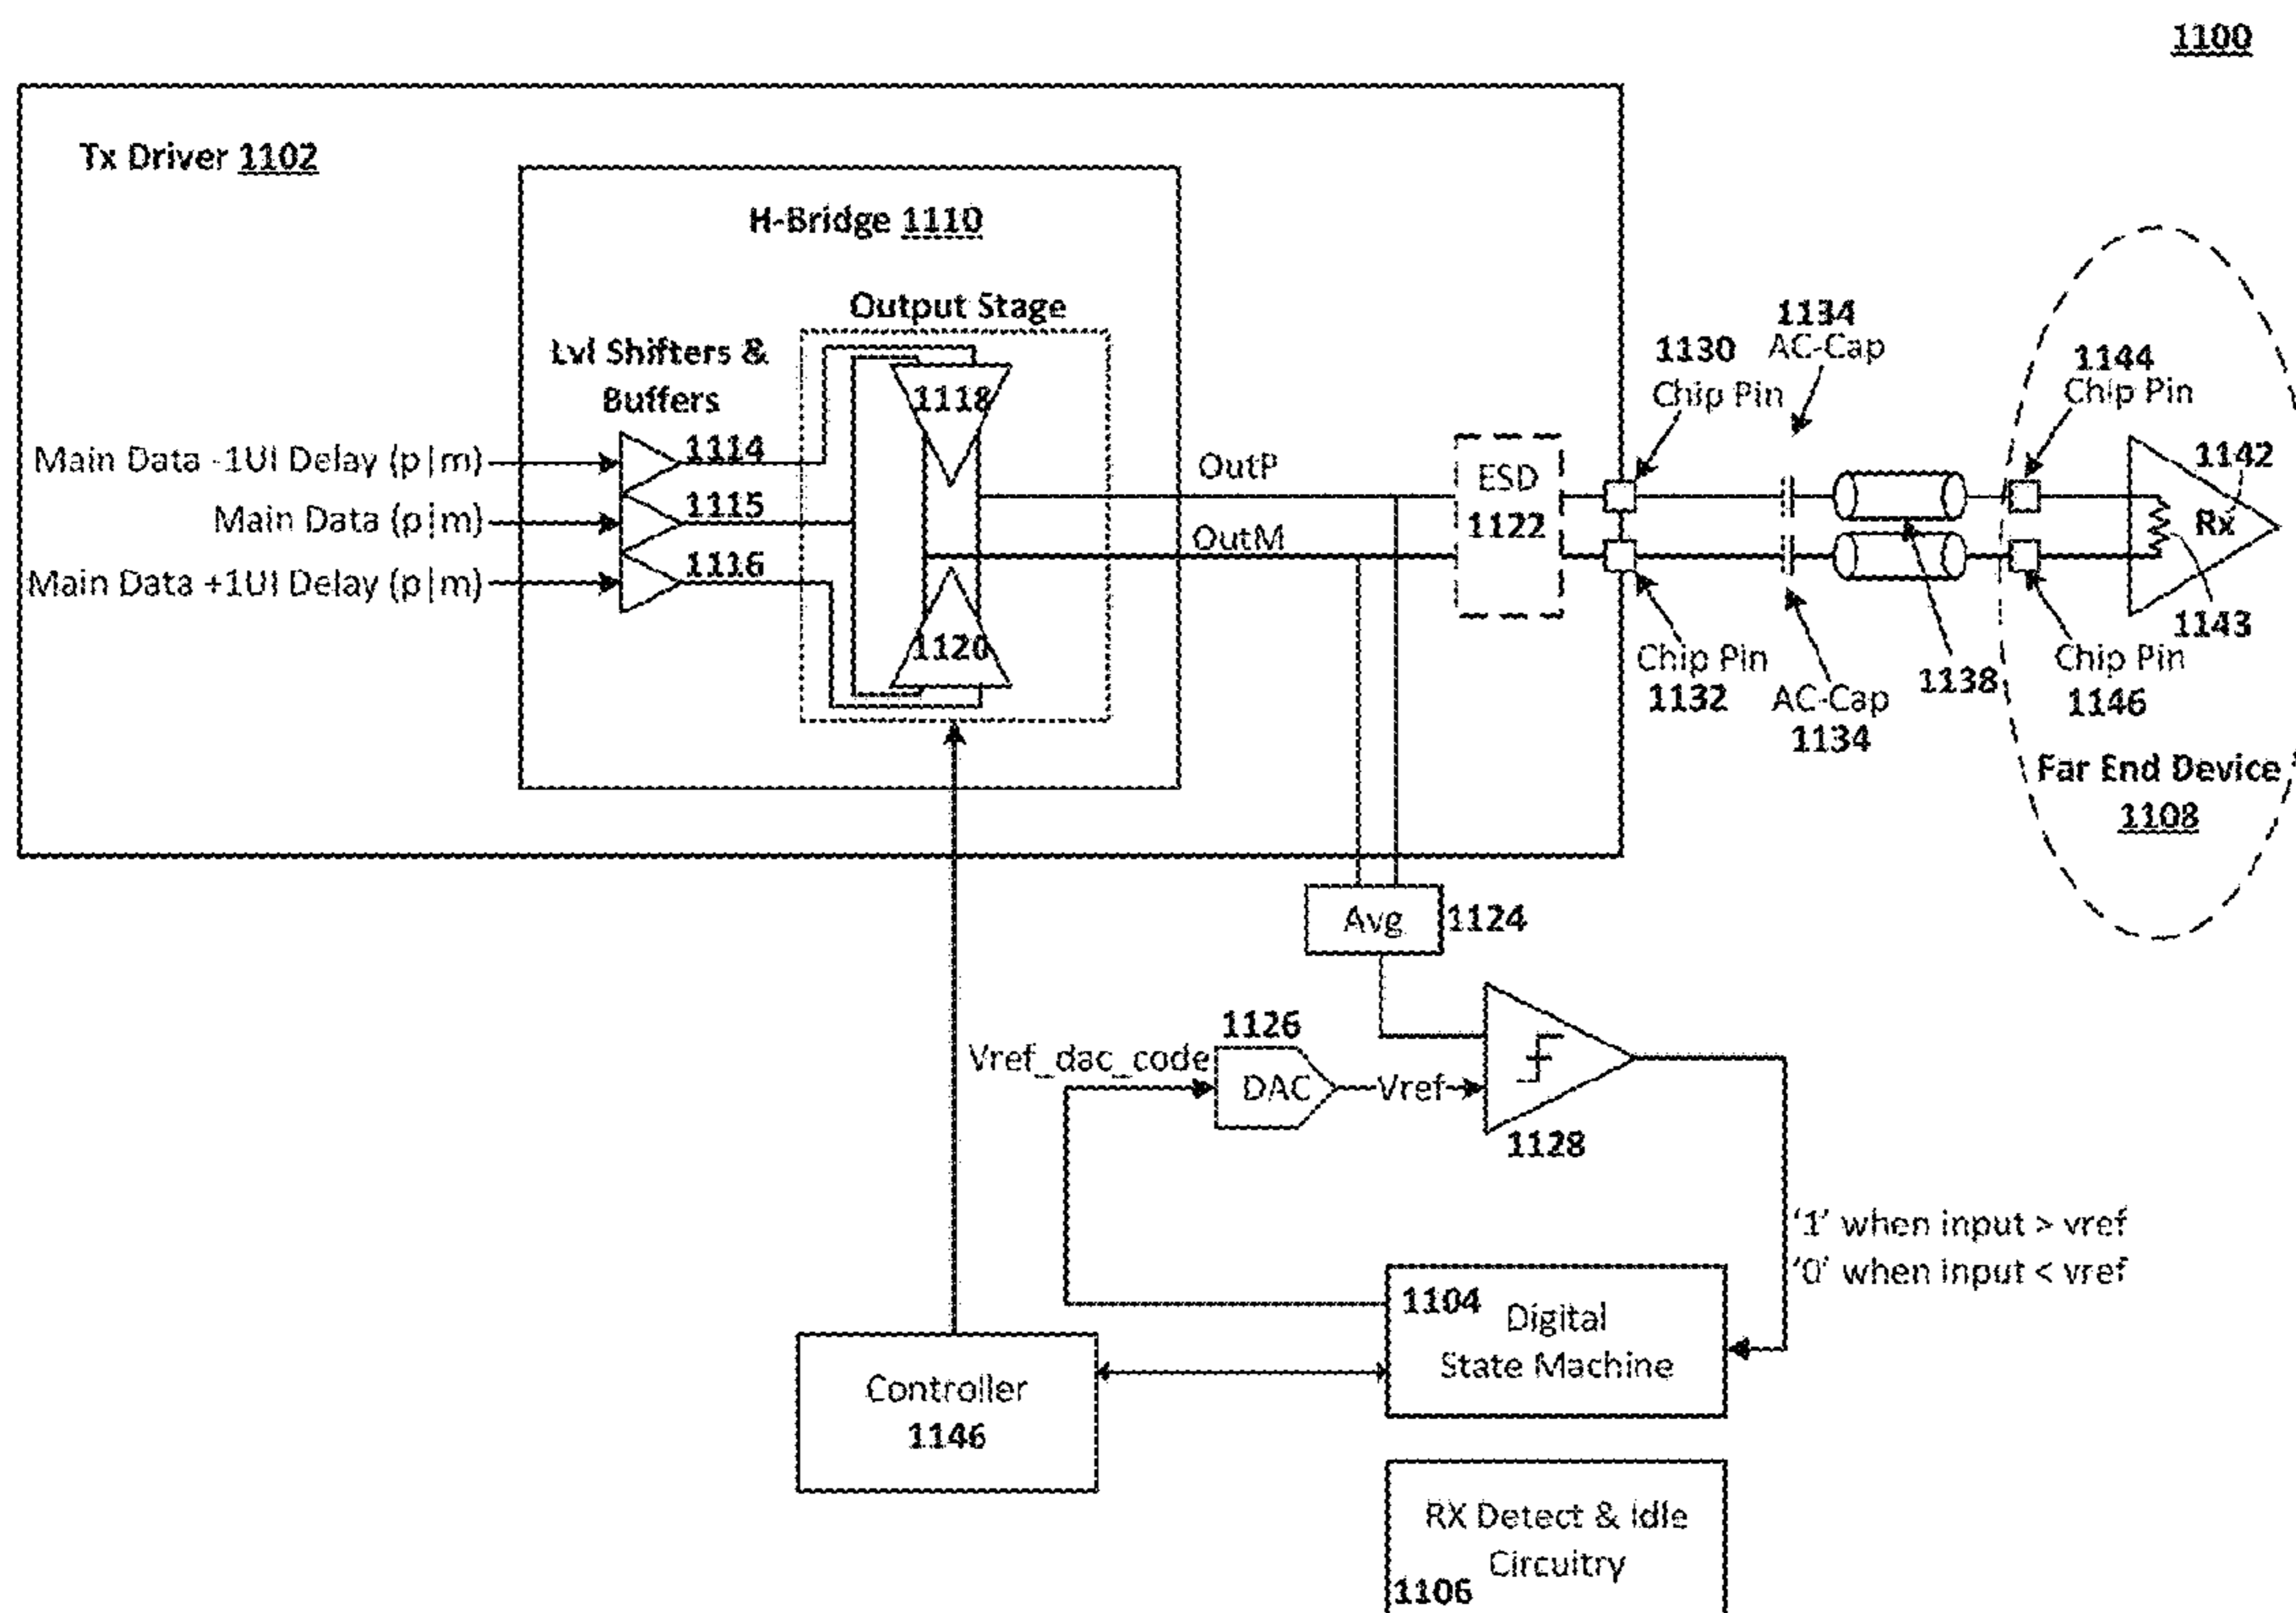 1100
Tx Driver 1102
H-Bridge 1110
Output Stage
Lvl Shifters &
Buffers
1118
1120
Main Data -1UI Delay (p|m)
1114
Main Data (p|m)
1115
Main Data +1UI Delay (p|m)
1116
OutP
OutM
ESD
1122
1130
Chip Pin
1134
AC-Cap
1144
Chip Pin
1142
Rx
1143
Chip Pin
1132
AC-Cap
1134
1138
Chip Pin
1146
Far End Device
1108
Avg
1124
1126
Vref_dac_code
DAC
Vref
1128
'1' when input > vref
'0' when input < vref
1104
Digital
State Machine
Controller
1146
RX Detect & Idle
Circuitry
1106